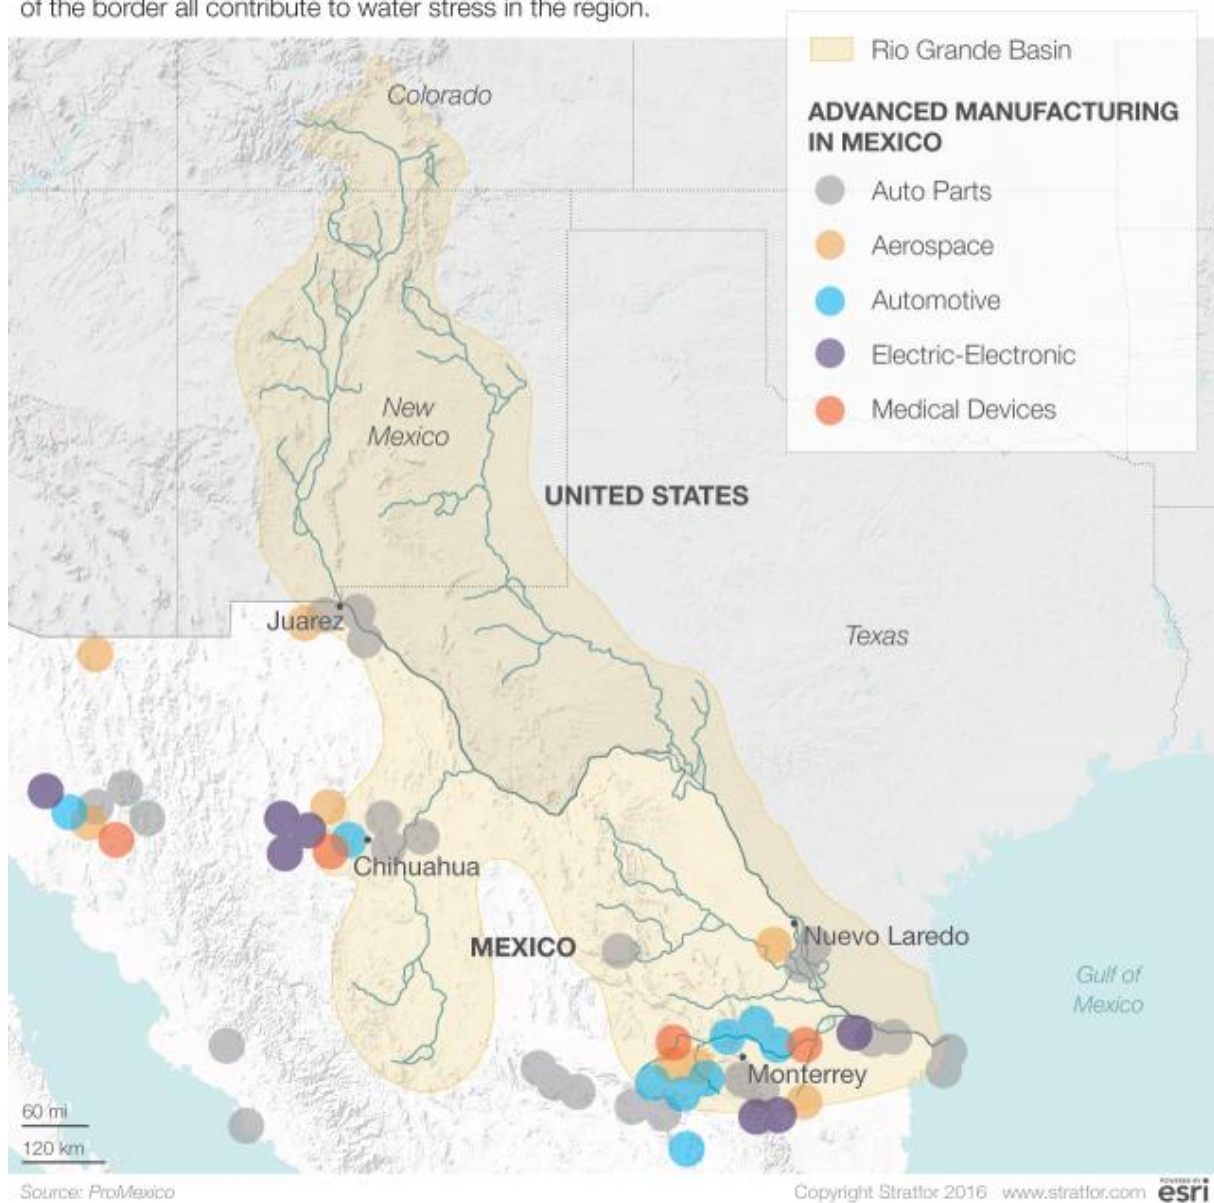 of the border all contribute to water stress in the region.
Rio Grande Basin
ADVANCED MANUFACTURING
IN MEXICO
Auto Parts
Aerospace
Automotive
Electric-Electronic
Medical Devices
Colorado
New
Mexico
UNITED STATES
Juarez
Texas
Chihuahua
MEXICO
Nuevo Laredo
Gulf of
Mexico
Monterrey
60 mi
120 km
Source: ProMexico
Copyright Stratfor 2016 www.stratfor.com
POWERED BY
esri